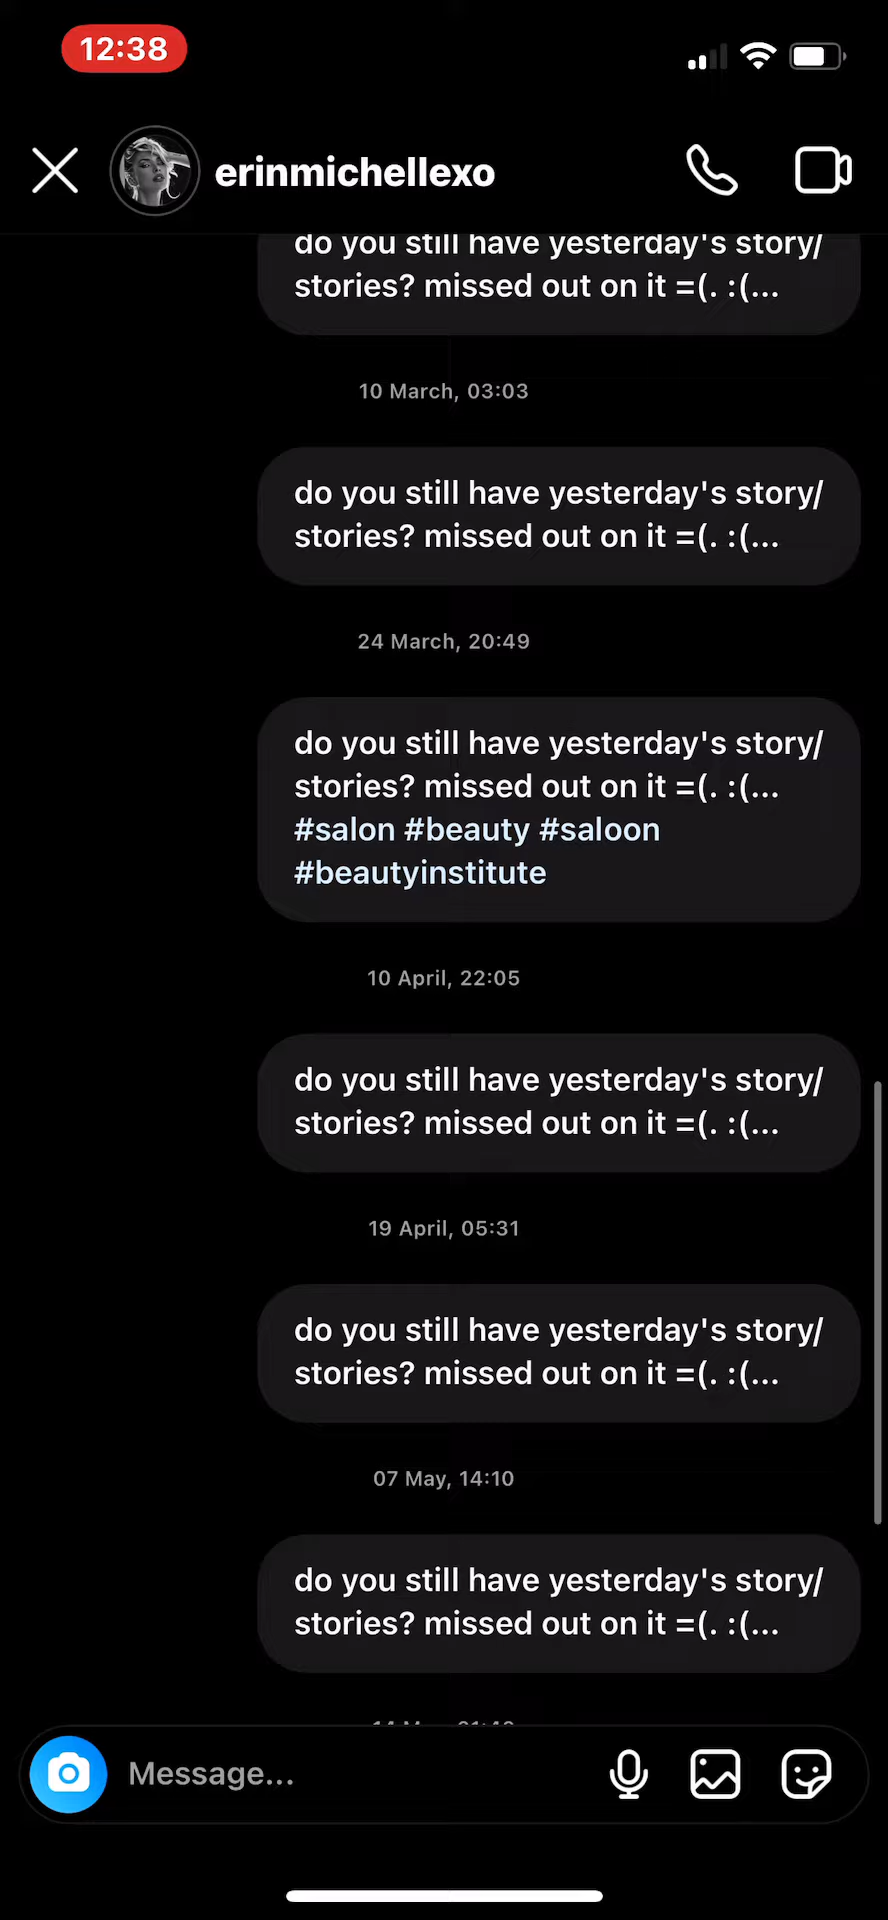 12:38
erinmichellexo
do you still have yesterday's story/
stories? missed out on it =(. :(...
10 March, 03:03
do you still have yesterday's story/
stories? missed out on it =(. :(...
24 March, 20:49
do you still have yesterday's story/
stories? missed out on it =(. :(...
#salon #beauty #saloon
#beautyinstitute
10 April, 22:05
do you still have yesterday's story/
stories? missed out on it =(. :(...
19 April, 05:31
do you still have yesterday's story/
stories? missed out on it =(. :(...
07 May, 14:10
do you still have yesterday's story/
stories? missed out on it =(. :(...
Message...